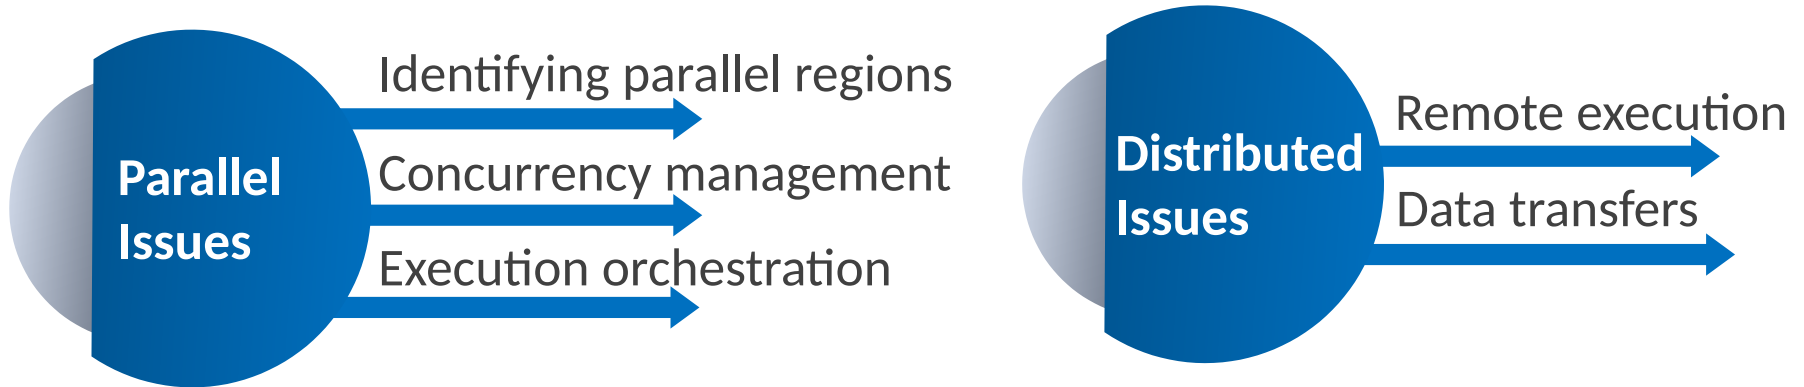 Parallel
Issues
Identifying parallel regions
Concurrency management
Execution orchestration
Distributed
Issues
Remote execution
Data transfers